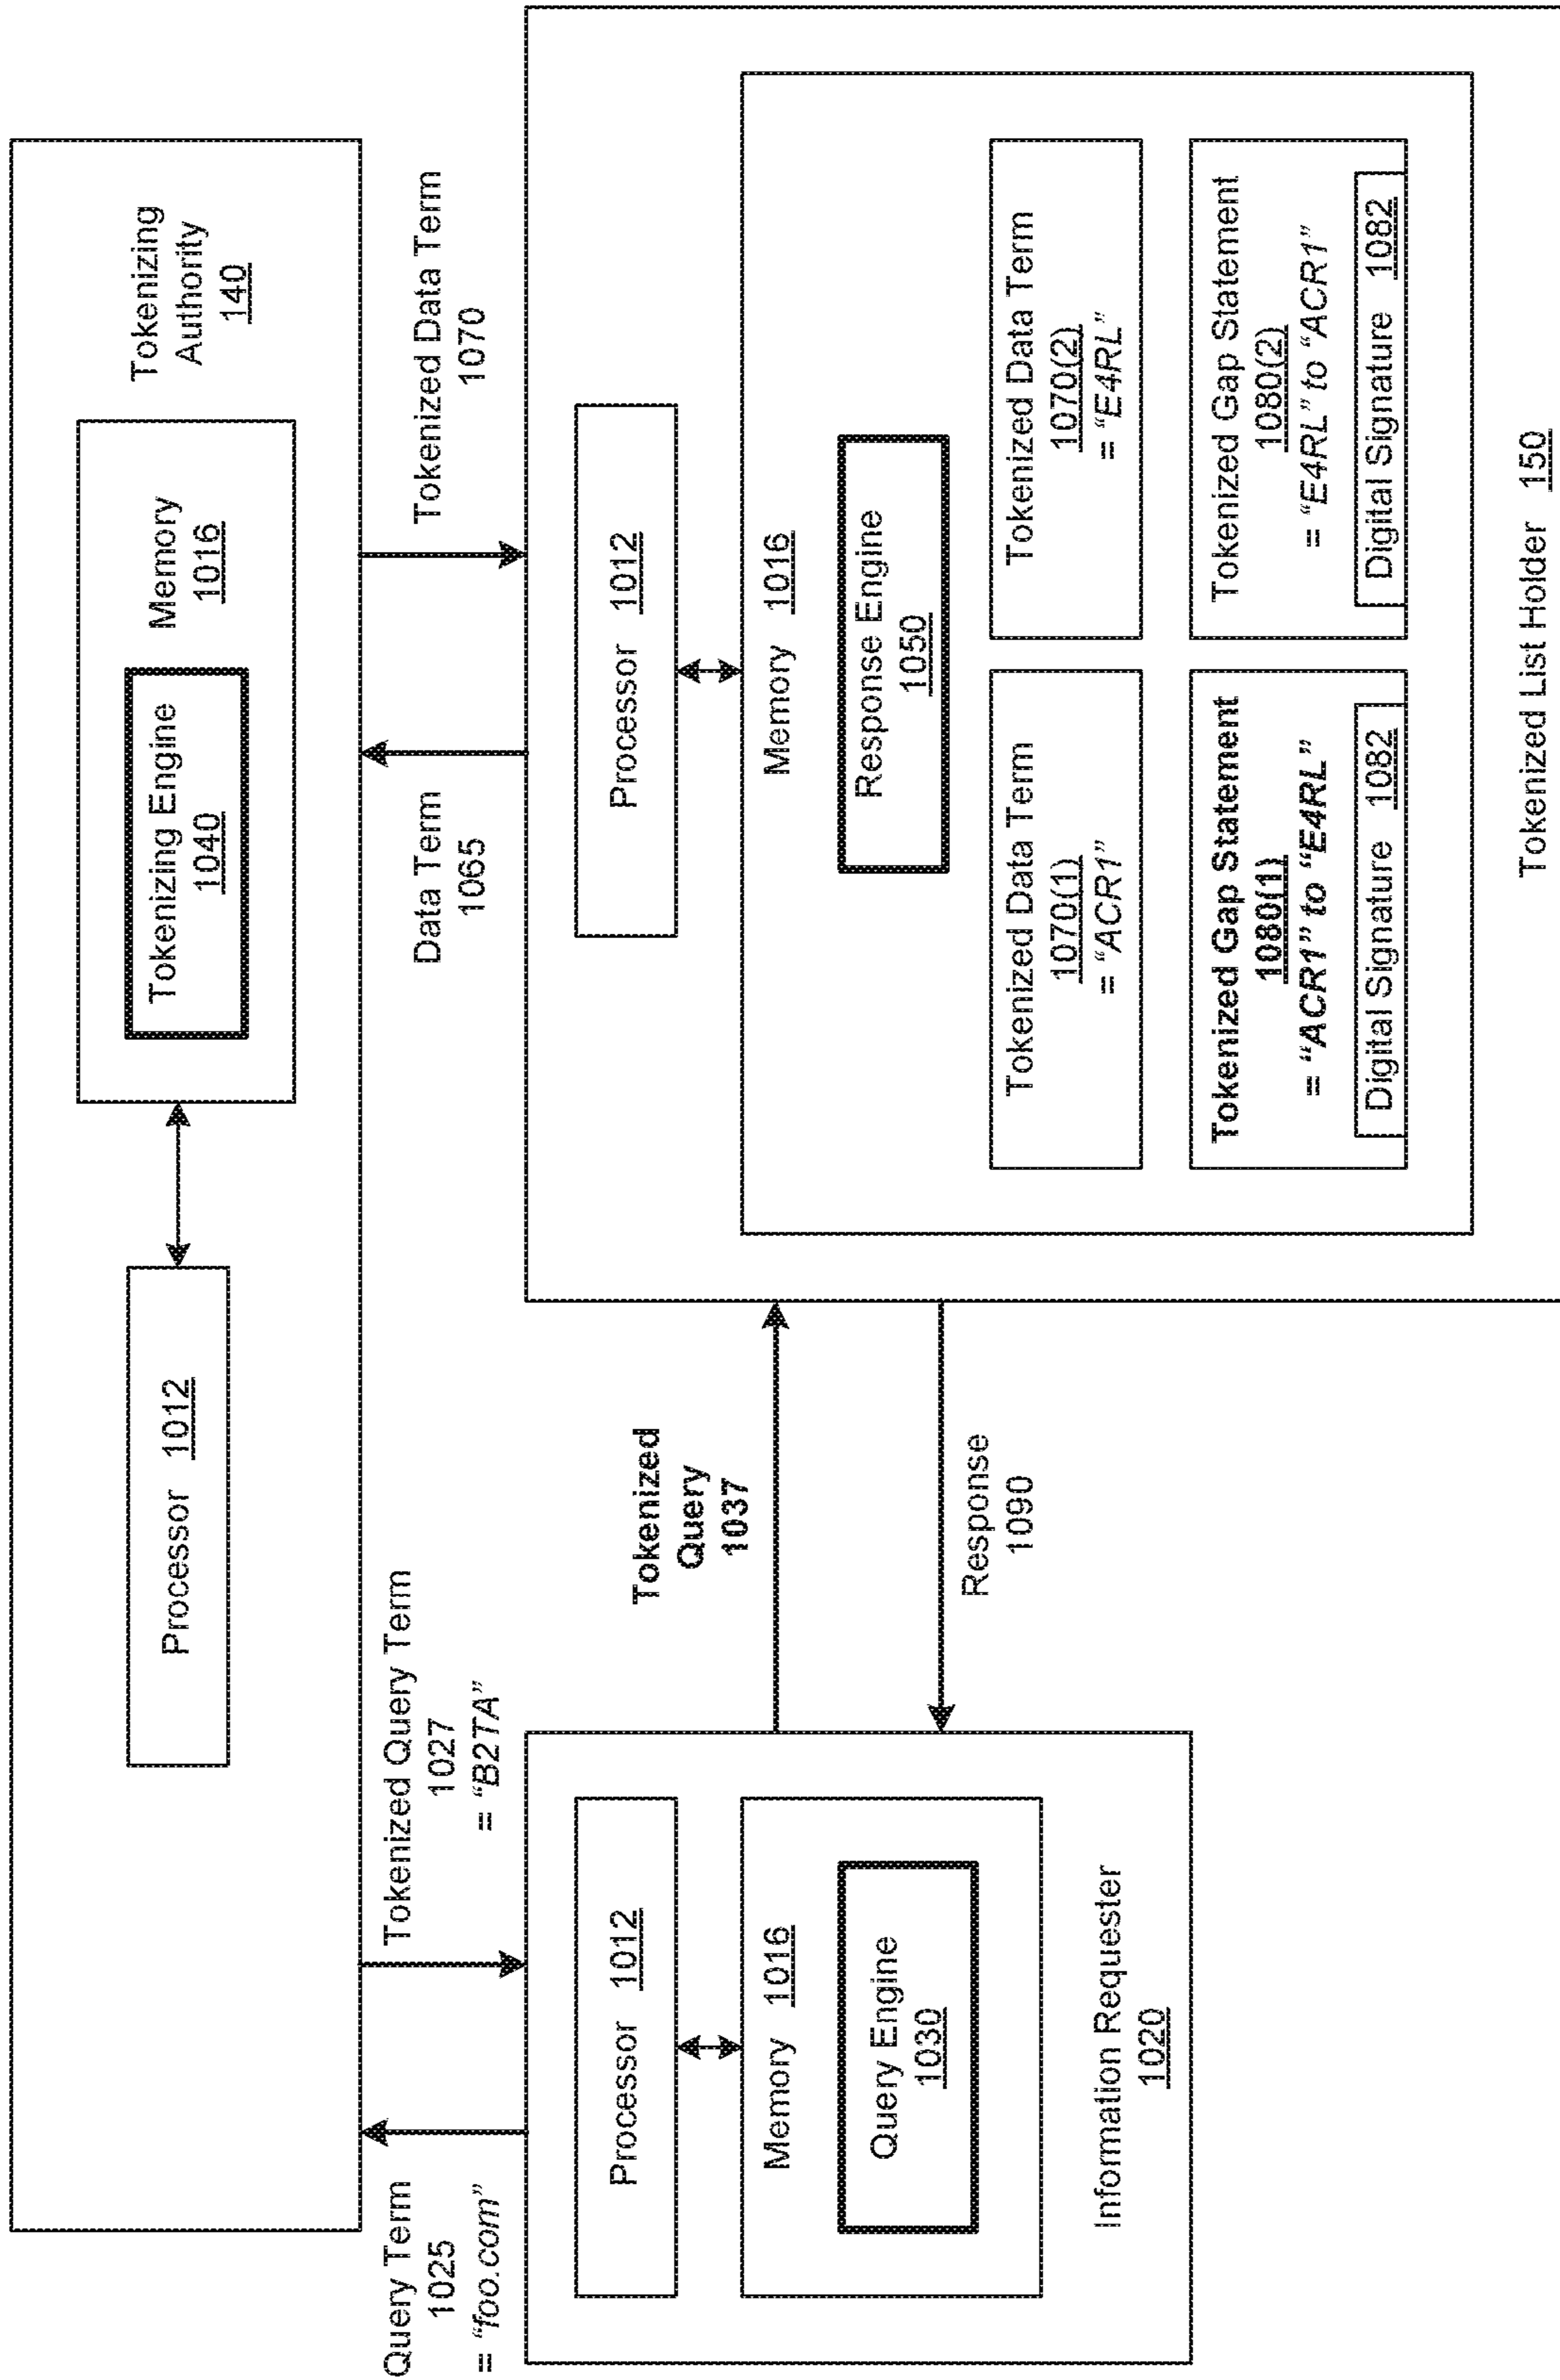 Tokenizing
Authority
140
Processor 1012
Memory
1016
Tokenizing Engine
1040
Query Term
1025
= “foo.com”
Tokenized Query Term
1027
= “B2TA”
Data Term
1065
Tokenized Data Term
1070
Processor 1012
Memory 1016
Query Engine
1030
Information Requester
1020
Tokenized
Query
1037
Response
1090
Processor 1012
Memory 1016
Response Engine
1050
Tokenized Data Term
1070(1)
= “ACR1”
Tokenized Data Term
1070(2)
= “E4RL”
Tokenized Gap Statement
1080(1)
= “ACR1” to “E4RL”
Digital Signature 1082
Tokenized Gap Statement
1080(2)
= “E4RL” to “ACR1”
Digital Signature 1082
Tokenized List Holder 150